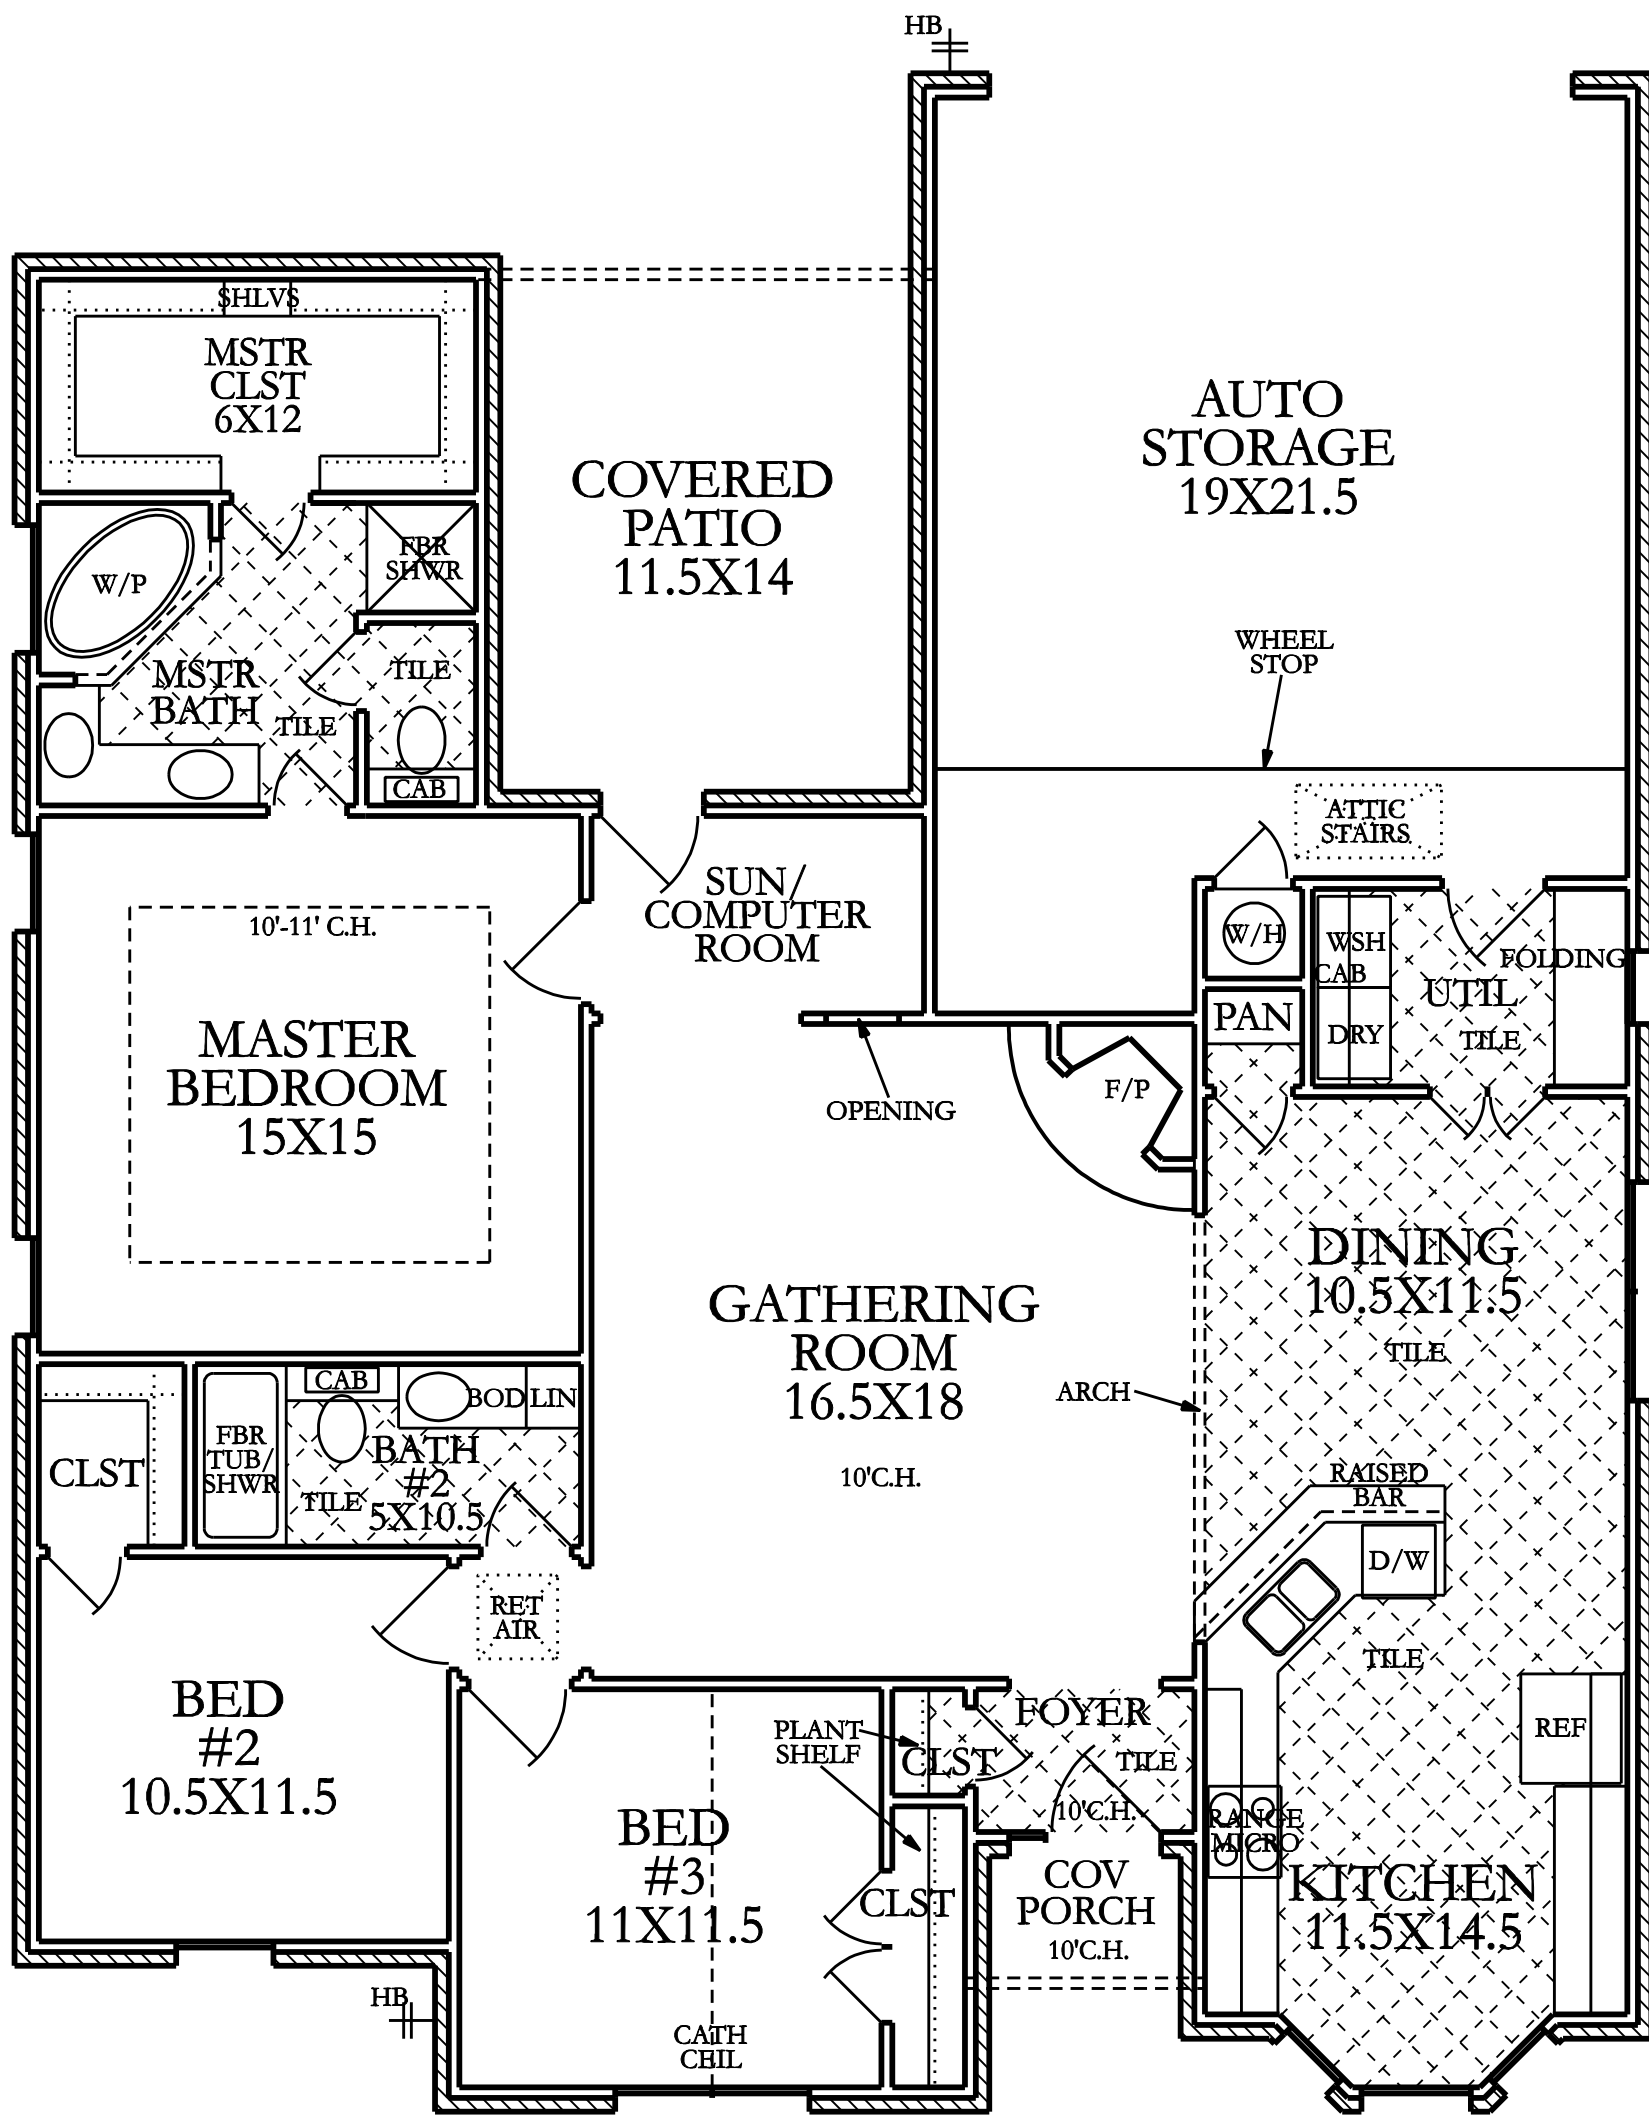 HB
SHLVS
MSTR
CLST
6X12
COVERED
PATIO
11.5X14
AUTO
STORAGE
19X21.5
FBR
SHWR
W/P
MSTR
BATH
TILE
TILE
CAB
WHEEL
STOP
ATTIC
STAIRS
SUN/
COMPUTER
ROOM
10'-11' C.H.
MASTER
BEDROOM
15X15
W/H
WSH
CAB
DRY
FOLDING
UTIL
TILE
PAN
F/P
OPENING
DINING
10.5X11.5
TILE
GATHERING
ROOM
16.5X18
10'C.H.
ARCH
CAB
BOD
LIN
FBR
TUB/
SHWR
BATH
#2
5X10.5
TILE
CLST
RAISED
BAR
D/W
TILE
RET
AIR
BED
#2
10.5X11.5
PLANT
SHELF
CLST
FOYER
TILE
10'C.H.
REF
RANGE
MICRO
BED
#3
11X11.5
CLST
COV
PORCH
10'C.H.
KITCHEN
11.5X14.5
HB
CATH
CEIL